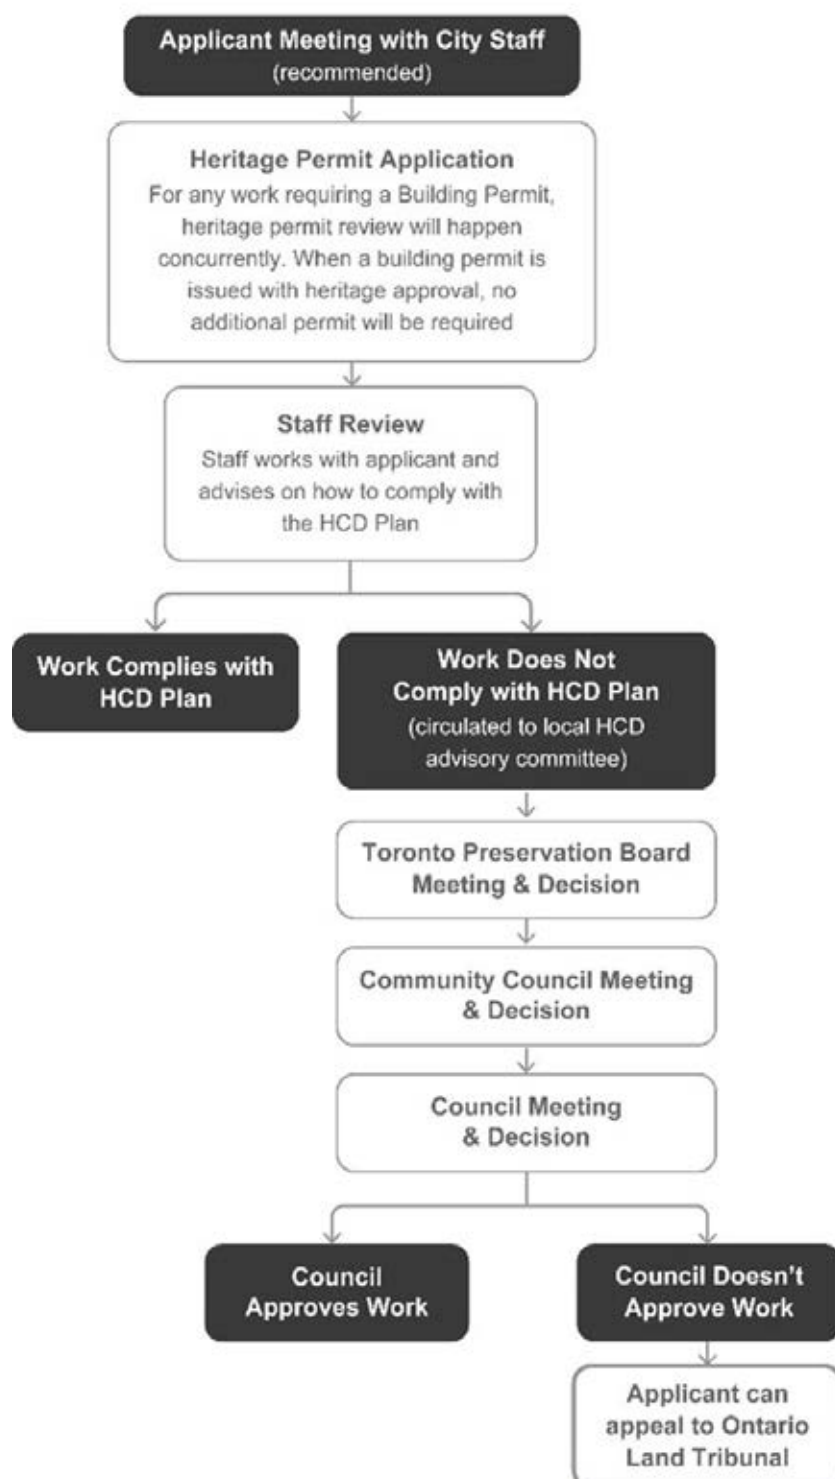 Applicant Meeting with City Staff
(recommended)
Heritage Permit Application
For any work requiring a Building Permit,
heritage permit review will happen
concurrently. When a building permit is
issued with heritage approval, no
additional permit will be required
Staff Review
Staff works with applicant and
advises on how to comply with
the HCD Plan
Work Complies with
HCD Plan
Work Does Not
Comply with HCD Plan
(circulated to local HCD
advisory committee)
Toronto Preservation Board
Meeting & Decision
Community Council Meeting
& Decision
Council Meeting
& Decision
Council
Approves Work
Council Doesn't
Approve Work
Applicant can
appeal to Ontario
Land Tribunal